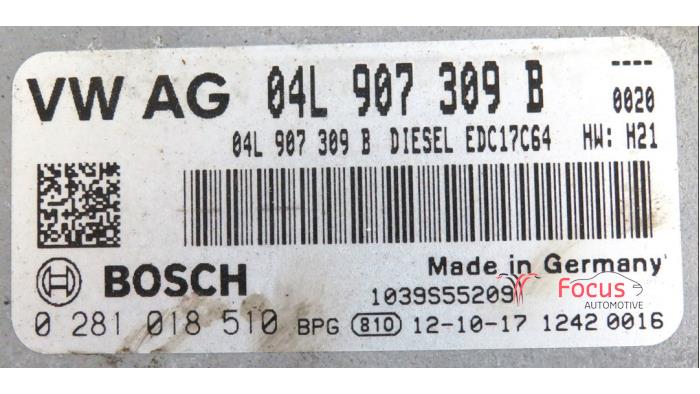 VW AG 04L 907 309 B ----
0020
04L 907 309 B DIESEL EDC17C64 HW: H21
BOSCH Made in Germany
1039S55209
Focus
AUTOMOTIVE
0 281 018 510 BPG 810 12-10-17 1242 0016